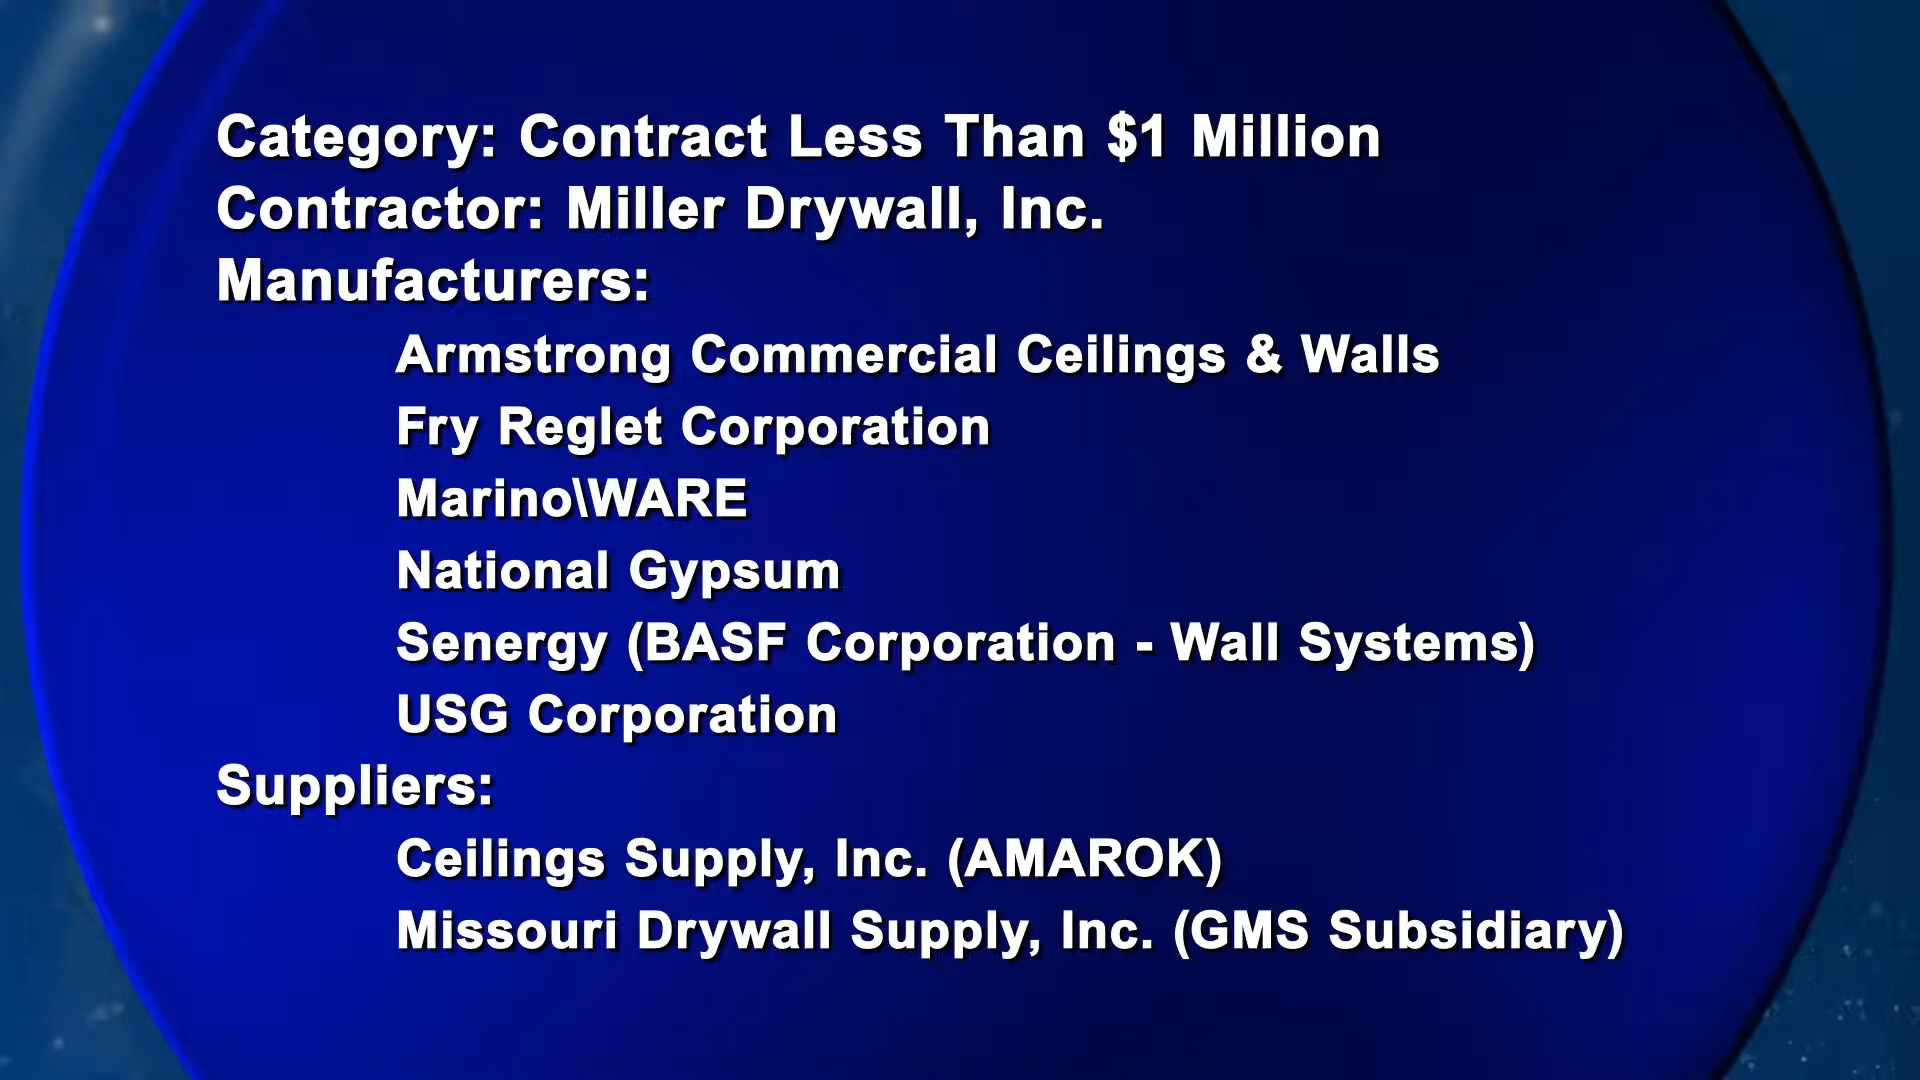 Category: Contract Less Than $1 Million
Contractor: Miller Drywall, Inc.
Manufacturers:
Armstrong Commercial Ceilings & Walls
Fry Reglet Corporation
Marino\WARE
National Gypsum
Senergy (BASF Corporation - Wall Systems)
USG Corporation
Suppliers:
Ceilings Supply, Inc. (AMAROK)
Missouri Drywall Supply, Inc. (GMS Subsidiary)